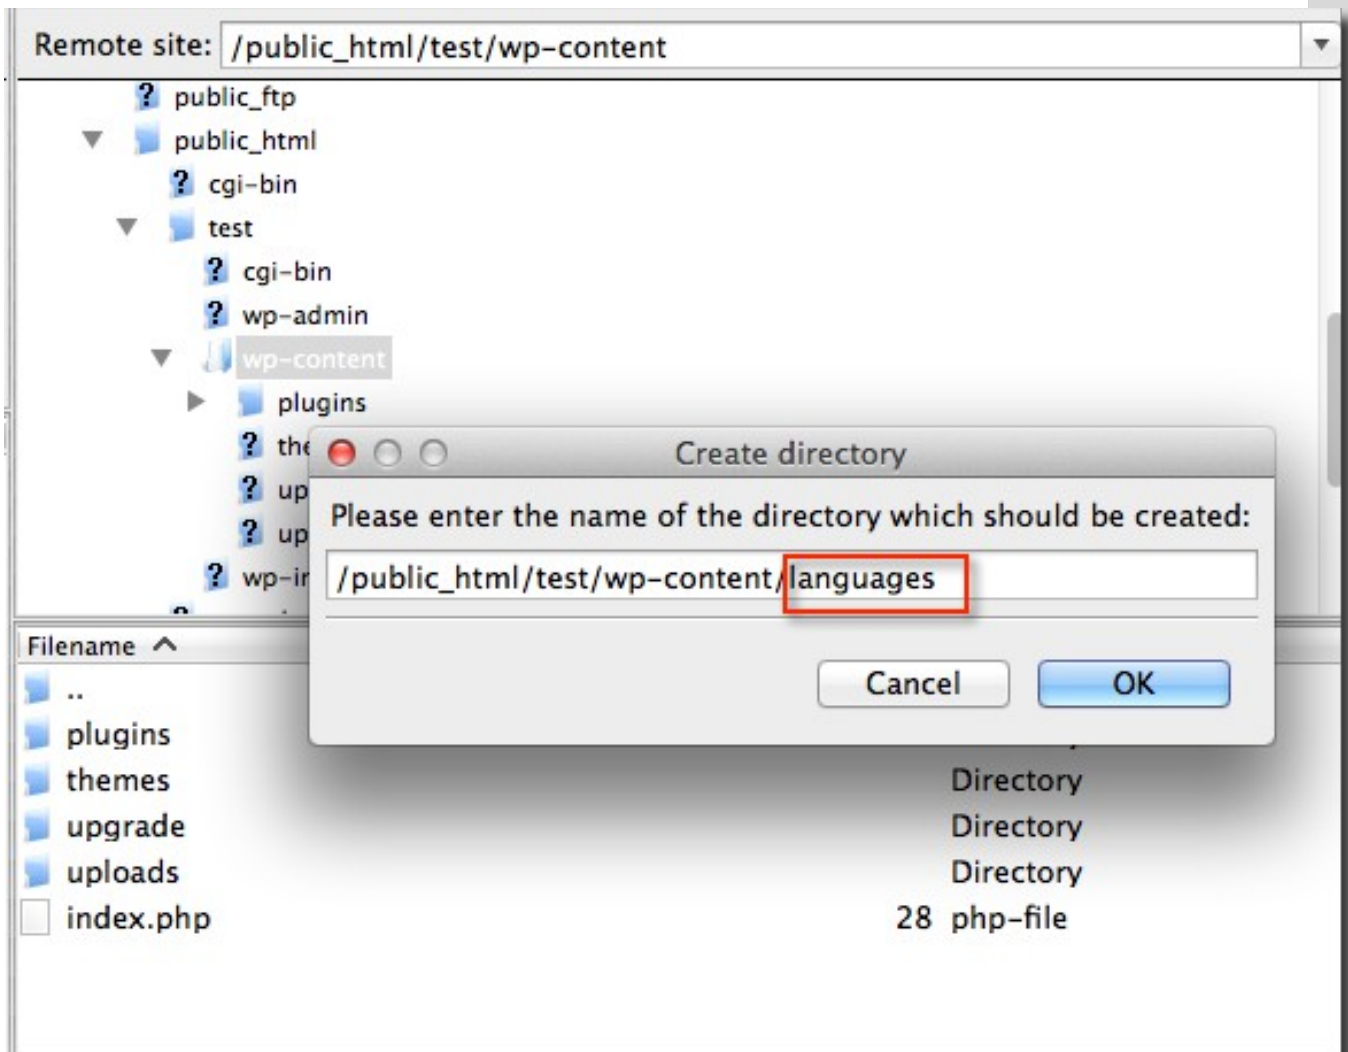 Remote site: /public_html/test/wp-content
public_ftp
public_html
cgi-bin
test
cgi-bin
wp-admin
wp-content
plugins
Create directory
Please enter the name of the directory which should be created:
/public_html/test/wp-content/languages
Cancel OK
Filename
..
plugins
themes Directory
upgrade Directory
uploads Directory
index.php 28 php-file